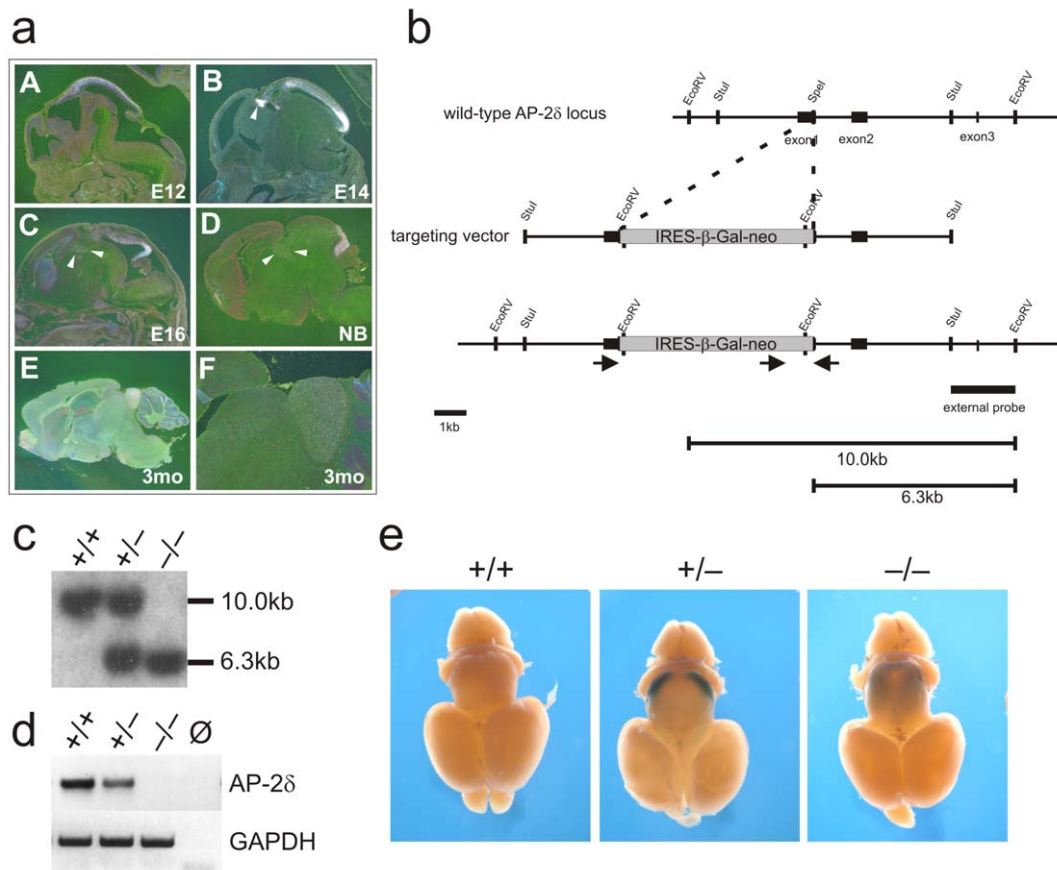 a
A
E12
B
E14
C
E16
D
NB
E
3mo
F
3mo
b
EcoRV
StuI
SpeI
StuI
EcoRV
wild-type AP-2δ locus
exon1
exon2
exon3
StuI
EcoRV
EcoRV
StuI
targeting vector
IRES-β-Gal-neo
EcoRV
StuI
EcoRV
EcoRV
StuI
EcoRV
IRES-β-Gal-neo
external probe
1kb
10.0kb
6.3kb
c
+/+
+/–
–/–
10.0kb
6.3kb
d
+/+
+/–
–/–
Ø
AP-2δ
GAPDH
e
+/+
+/–
–/–